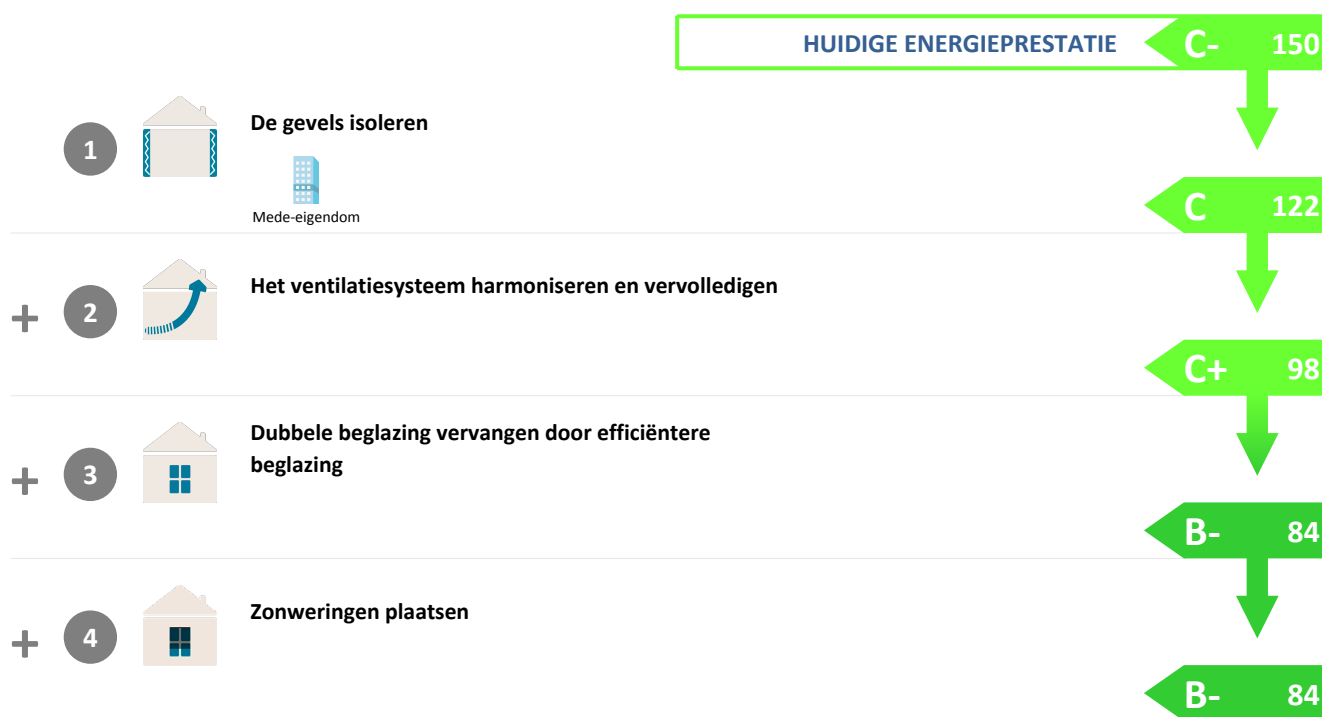 HUIDIGE ENERGIEPRESTATIE C- 150
1 De gevels isoleren
Mede-eigendom
C 122
+ 2 Het ventilatiesysteem harmoniseren en vervolledigen
C+ 98
+ 3 Dubbele beglazing vervangen door efficiëntere
beglazing
B- 84
+ 4 Zonweringen plaatsen
B- 84